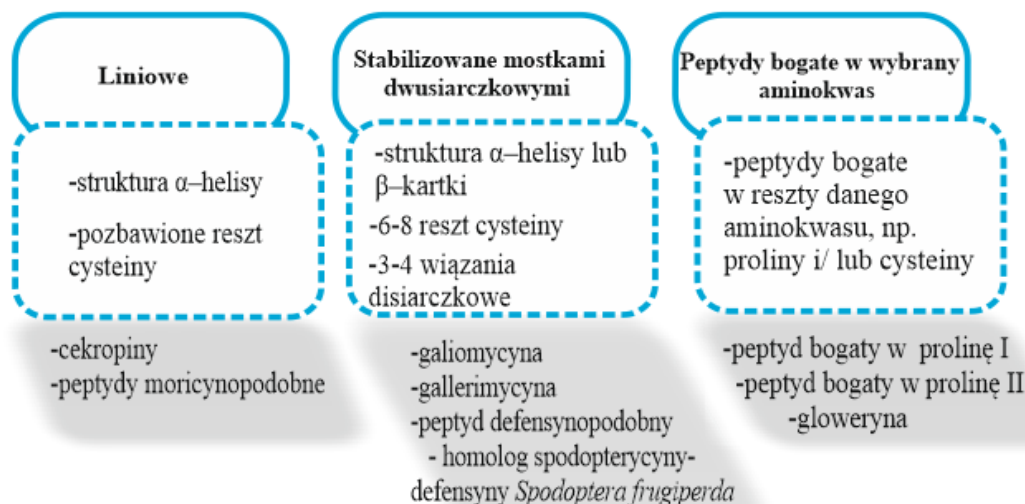 Liniowe
-struktura α–helisy
-pozbawione reszt
cysteiny
-cekropiny
-peptydy moricynopodobne
Stabilizowane mostkami
dwusiarczkowymi
-struktura α–helisy lub
β–kartki
-6-8 reszt cysteiny
-3-4 wiązania
disiarczkowe
-galiomycyna
-gallerimycyna
-peptyd defensynopodobny
- homolog spodopterycyny-
defensyny Spodoptera frugiperda
Peptydy bogate w wybrany
aminokwas
-peptydy bogate
w reszty danego
aminokwasu, np.
proliny i/ lub cysteiny
-peptyd bogaty w prolinę I
-peptyd bogaty w prolinę II
-gloweryna